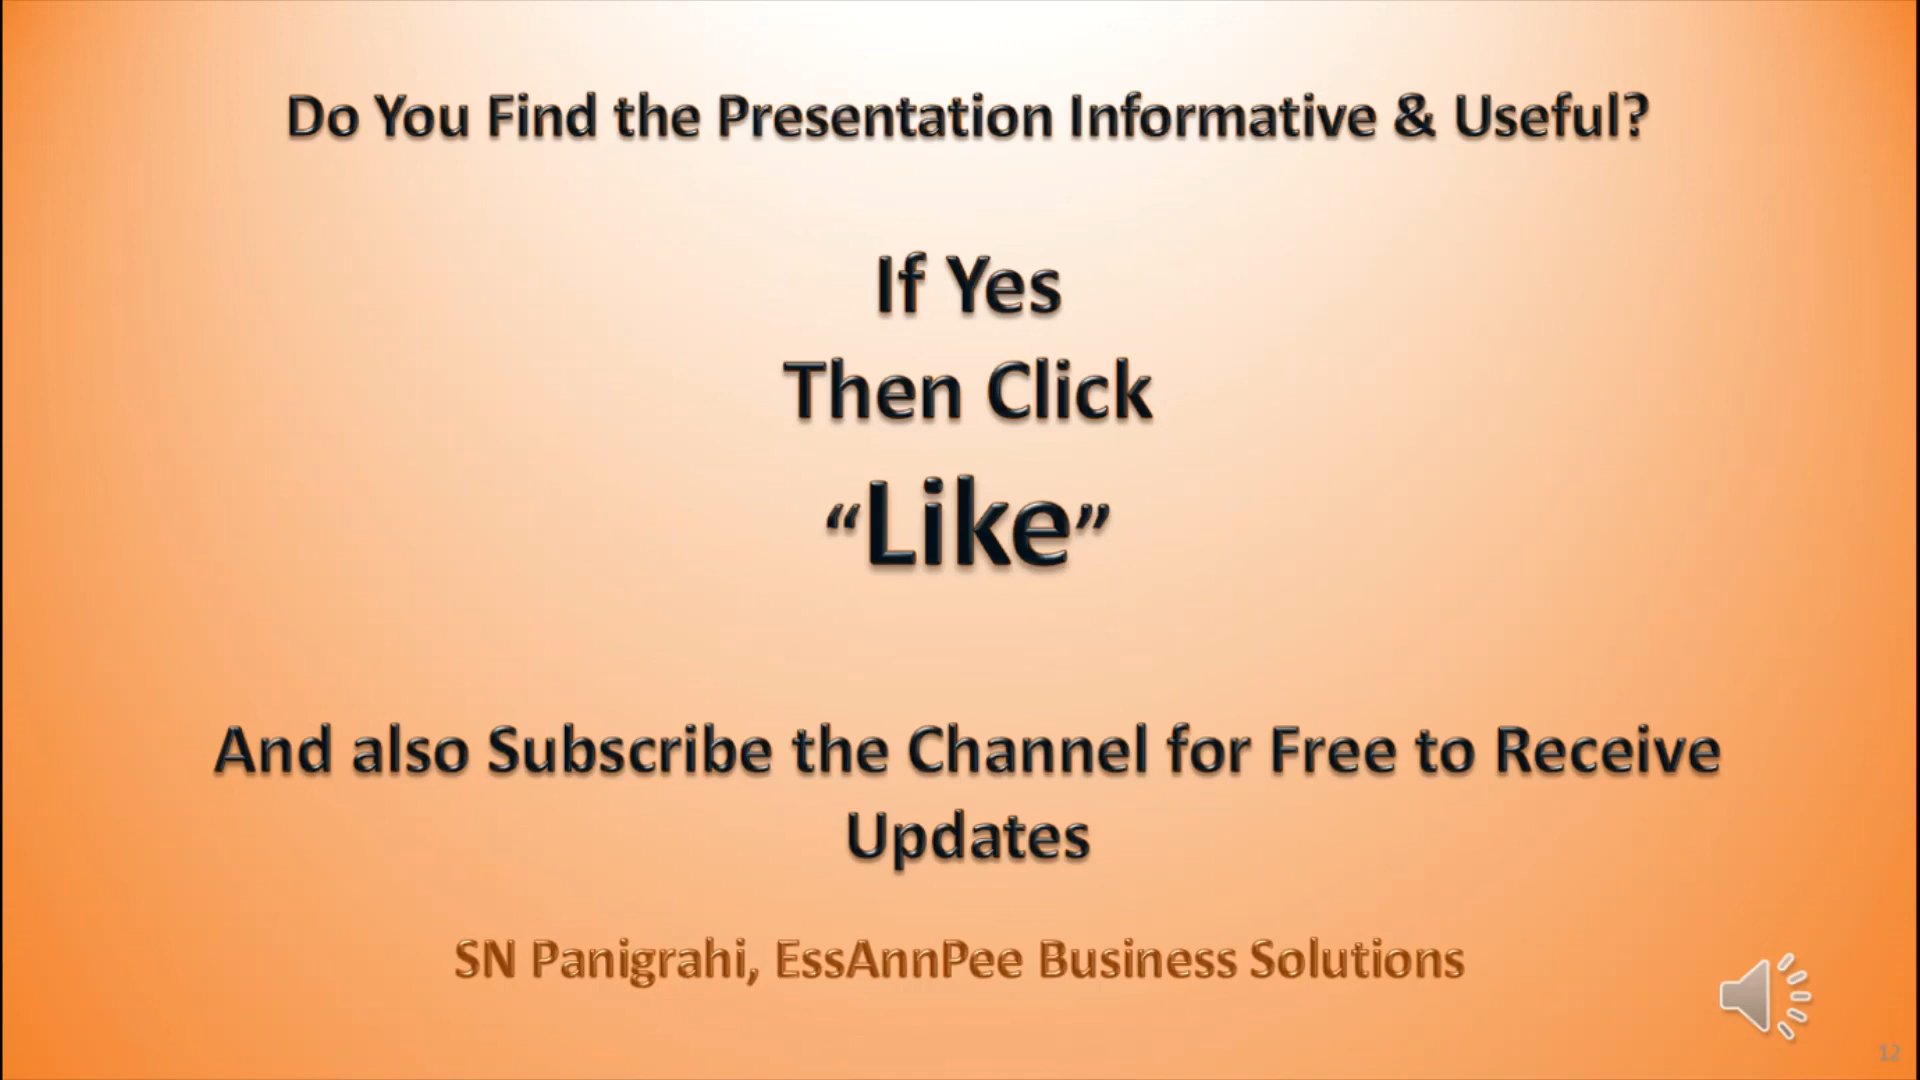 Do You Find the Presentation Informative & Useful?
If Yes
Then Click
“Like”
And also Subscribe the Channel for Free to Receive
Updates
SN Panigrahi, EssAnnPee Business Solutions
12